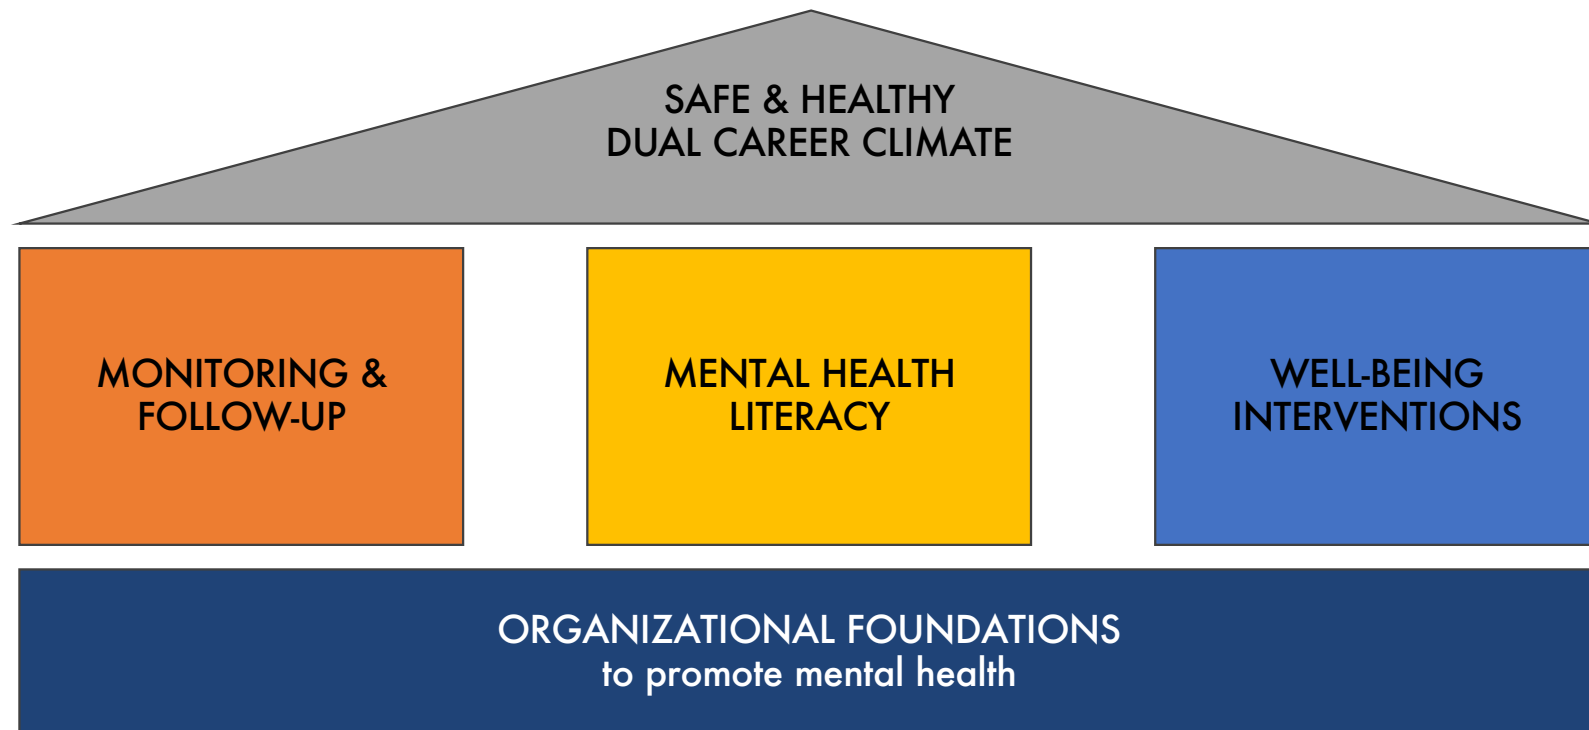 SAFE & HEALTHY
DUAL CAREER CLIMATE
MONITORING &
FOLLOW-UP
MENTAL HEALTH
LITERACY
WELL-BEING
INTERVENTIONS
ORGANIZATIONAL FOUNDATIONS
to promote mental health